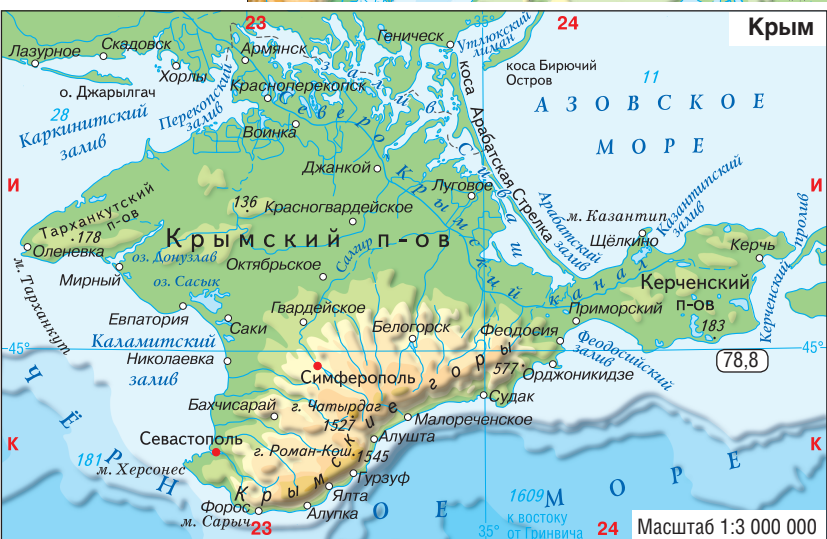 23
35°
24
Крым
Лазурное
Скадовск
Армянск
Геническ
Утлюкский
лиман
Хорлы
о. Джарылгач
Красноперекопск
залив
коса Бирючий
Остров
11
28
Каркинитский
залив
Перекопский
залив
Воинка
АЗОВСКОЕ
МОРЕ
Северо-Крымский канал
Сиваш
коса Арабатская Стрелка
Джанкой
Луговое
И
И
Тарханкутский
п-ов
178
136
Красногвардейское
Арабатский
залив
м. Казантип
Казантипский
залив
Щёлкино
Оленевка
Крымский п-ов
оз. Донузлав
Салгир
Октябрьское
Керчь
Керченский пролив
м. Тарханкут
Мирный
оз. Сасык
Керченский
п-ов
Евпатория
Гвардейское
Саки
Белогорск
Феодосия
Приморский
183
Каламитский
залив
45°
45°
Николаевка
Феодосийский
залив
78,8
577
Орджоникидзе
Симферополь
Судак
Бахчисарай
г. Чатырдаг
1527
Малореченское
К
К
Севастополь
Алушта
г. Роман-Кош
1545
181
м. Херсонес
Гурзуф
Крымские горы
Ялта
Форос
м. Сарыч
Алупка
ЧЁРНОЕ МОРЕ
1609
23
35°
к востоку
от Гринвича
24
Масштаб 1:3 000 000